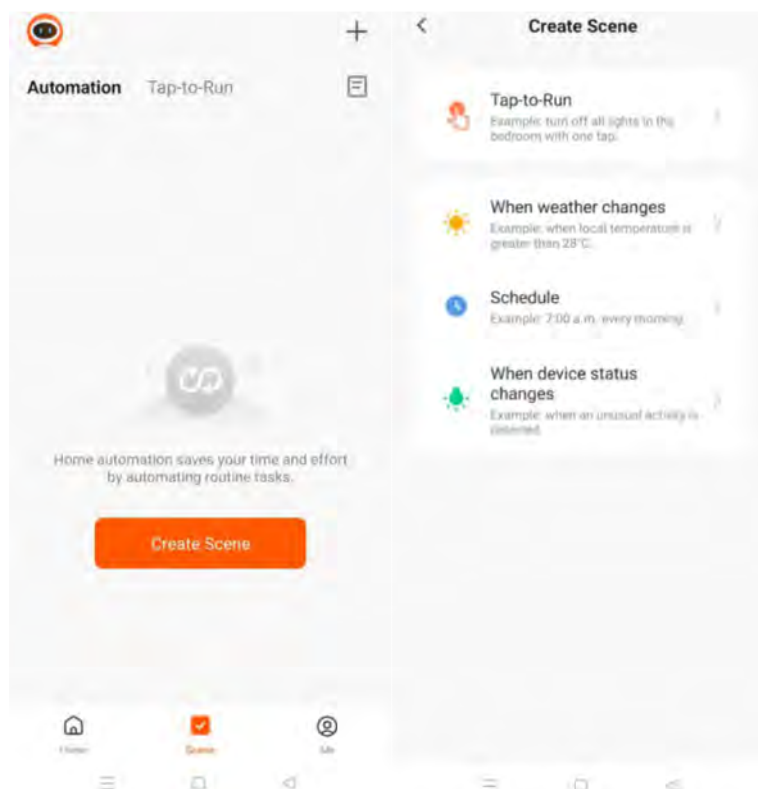 Automation Tap-to-Run
Home automation saves your time and effort
by automating routine tasks.
Create Scene
Home
Scene
Me
Create Scene
Tap-to-Run
Example: turn off all lights in the
bedroom with one tap.
When weather changes
Example: when local temperature is
greater than 28°C.
Schedule
Example: 7:00 a.m. every morning.
When device status
changes
Example: when an unusual activity is
detected.